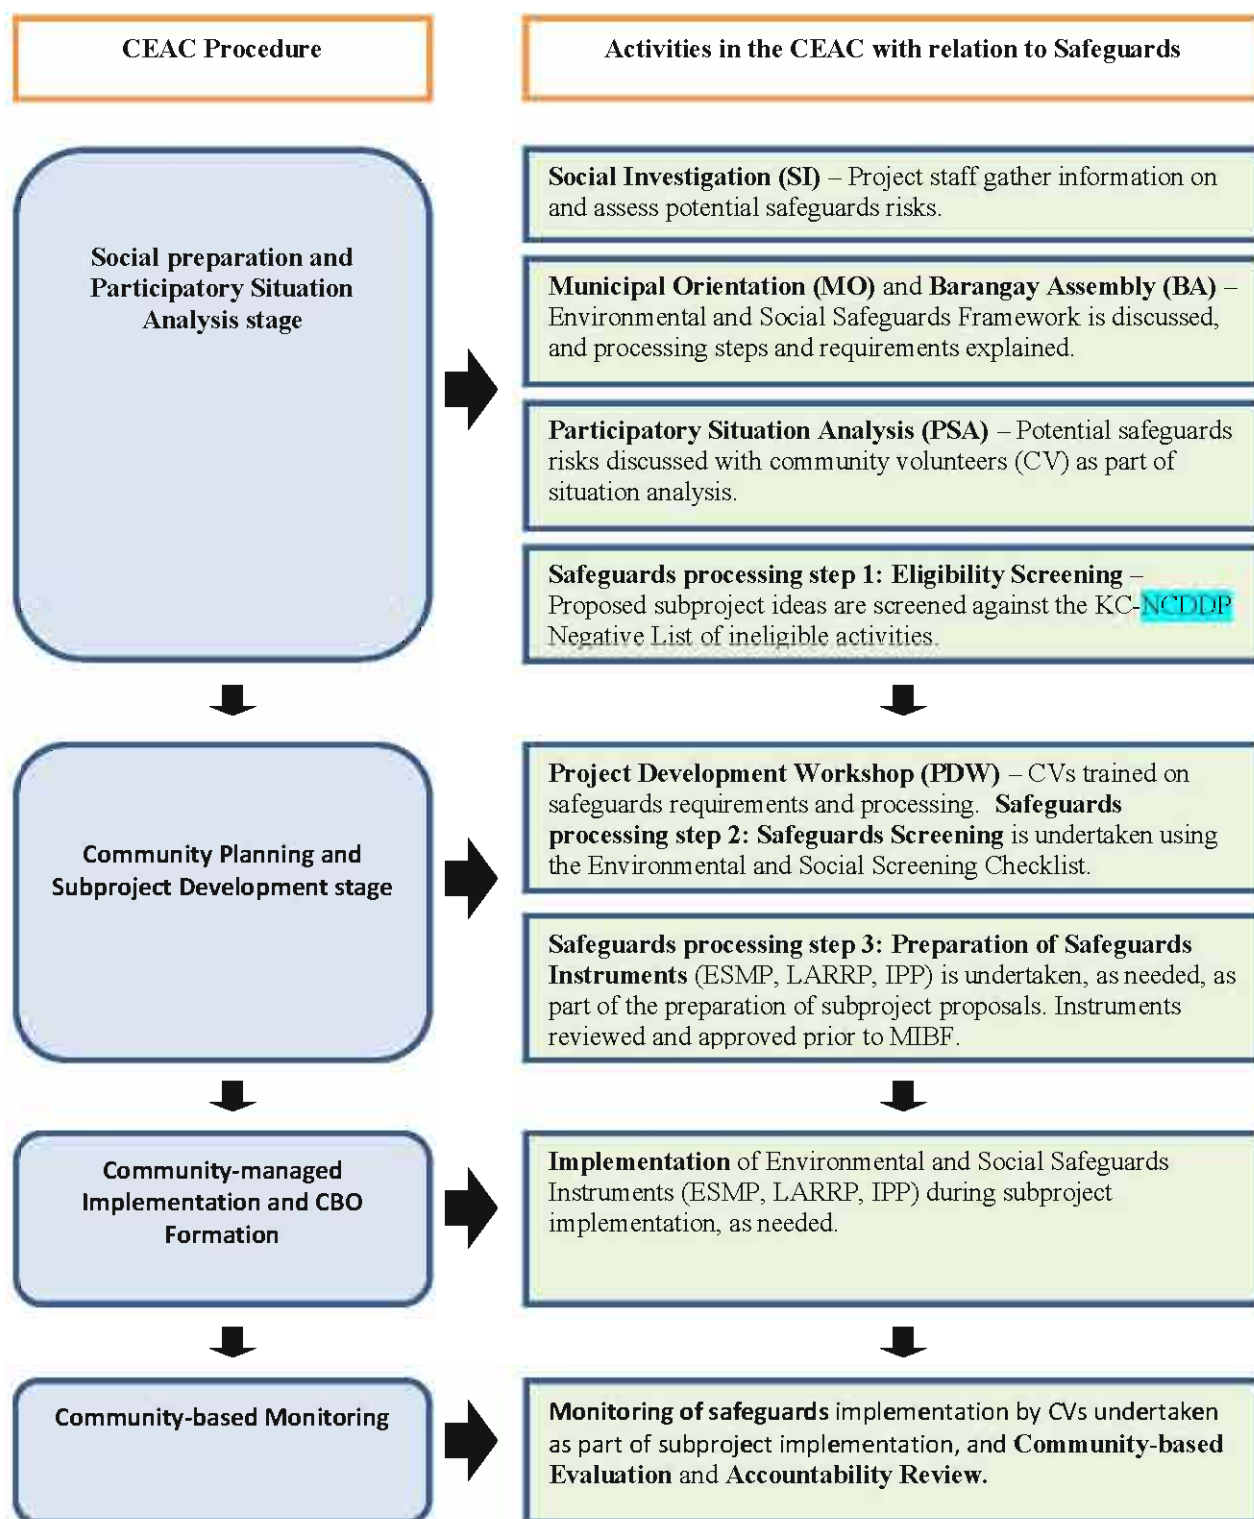 CEAC Procedure
Activities in the CEAC with relation to Safeguards
Social preparation and
Participatory Situation
Analysis stage
Social Investigation (SI) – Project staff gather information on
and assess potential safeguards risks.
Municipal Orientation (MO) and Barangay Assembly (BA) –
Environmental and Social Safeguards Framework is discussed,
and processing steps and requirements explained.
Participatory Situation Analysis (PSA) – Potential safeguards
risks discussed with community volunteers (CV) as part of
situation analysis.
Safeguards processing step 1: Eligibility Screening –
Proposed subproject ideas are screened against the KC-NCDDP
Negative List of ineligible activities.
Community Planning and
Subproject Development stage
Project Development Workshop (PDW) – CVs trained on
safeguards requirements and processing. Safeguards
processing step 2: Safeguards Screening is undertaken using
the Environmental and Social Screening Checklist.
Safeguards processing step 3: Preparation of Safeguards
Instruments (ESMP, LARRP, IPP) is undertaken, as needed, as
part of the preparation of subproject proposals. Instruments
reviewed and approved prior to MIBF.
Community-managed
Implementation and CBO
Formation
Implementation of Environmental and Social Safeguards
Instruments (ESMP, LARRP, IPP) during subproject
implementation, as needed.
Community-based Monitoring
Monitoring of safeguards implementation by CVs undertaken
as part of subproject implementation, and Community-based
Evaluation and Accountability Review.